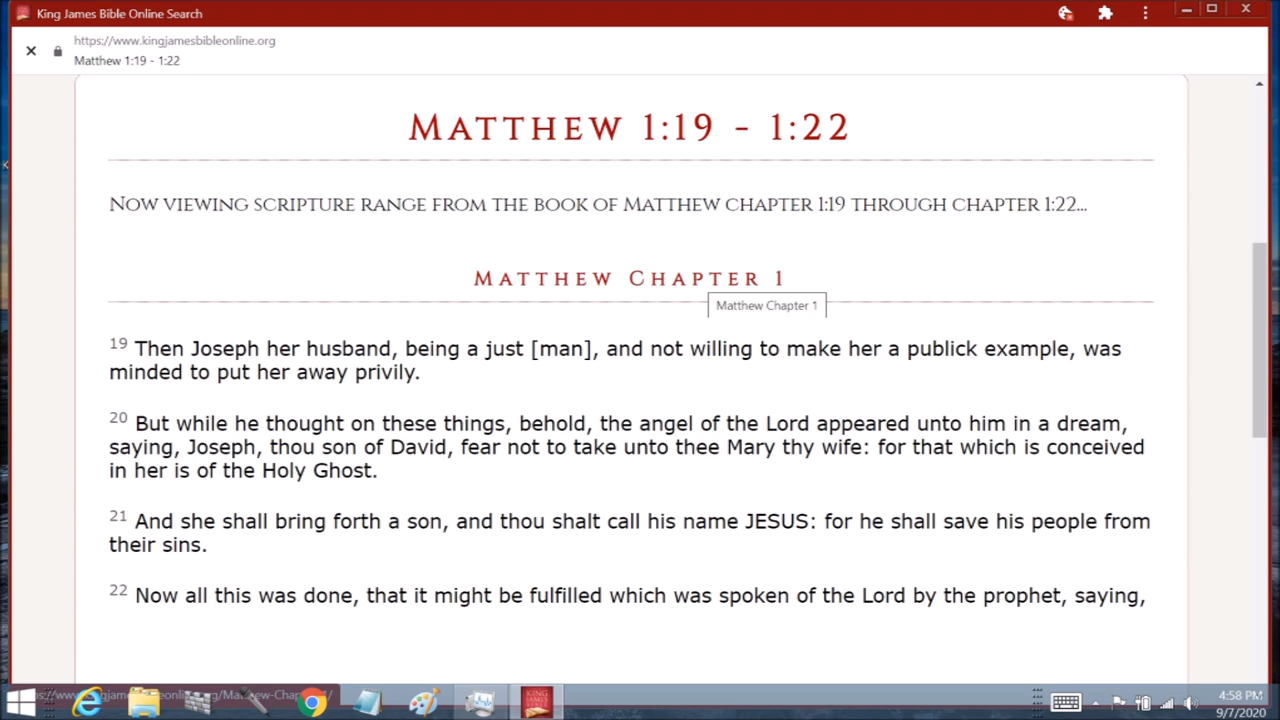 King James Bible Online Search
https://www.kingjamesbibleonline.org
Matthew 1:19 - 1:22
MATTHEW 1:19 - 1:22
NOW VIEWING SCRIPTURE RANGE FROM THE BOOK OF MATTHEW CHAPTER 1:19 THROUGH CHAPTER 1:22...
MATTHEW CHAPTER 1
Matthew Chapter 1
19 Then Joseph her husband, being a just [man], and not willing to make her a publick example, was
minded to put her away privily.
20 But while he thought on these things, behold, the angel of the Lord appeared unto him in a dream,
saying, Joseph, thou son of David, fear not to take unto thee Mary thy wife: for that which is conceived
in her is of the Holy Ghost.
21 And she shall bring forth a son, and thou shalt call his name JESUS: for he shall save his people from
their sins.
22 Now all this was done, that it might be fulfilled which was spoken of the Lord by the prophet, saying,
KING JAMES BIBLE
4:58 PM
9/7/2020